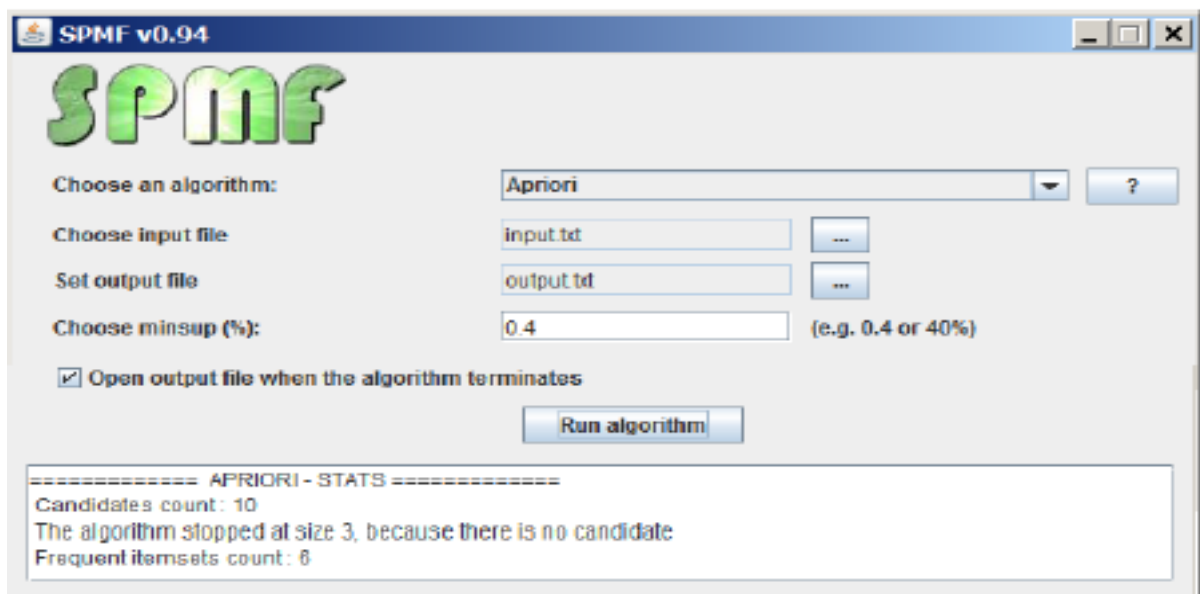 SPMF v0.94
SPMF
Choose an algorithm: Apriori ?
Choose input file input.txt ...
Set output file output.txt ...
Choose minsup (%): 0.4 (e.g. 0.4 or 40%)
Open output file when the algorithm terminates
Run algorithm
============= APRIORI - STATS =============
Candidates count : 10
The algorithm stopped at size 3, because there is no candidate
Frequent itemsets count : 6